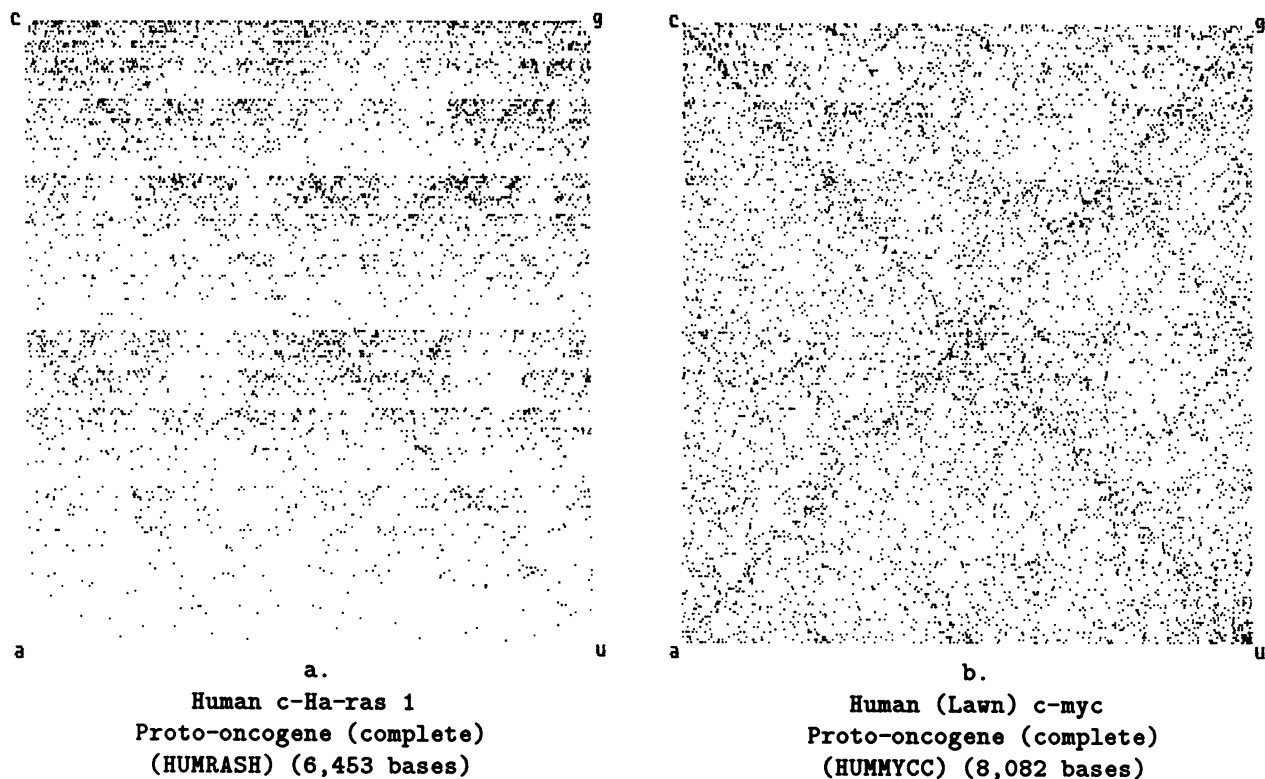 c g
a u
a.
Human c-Ha-ras 1
Proto-oncogene (complete)
(HUMRASH) (6,453 bases)
c g
a u
b.
Human (Lawn) c-myc
Proto-oncogene (complete)
(HUMMYCC) (8,082 bases)